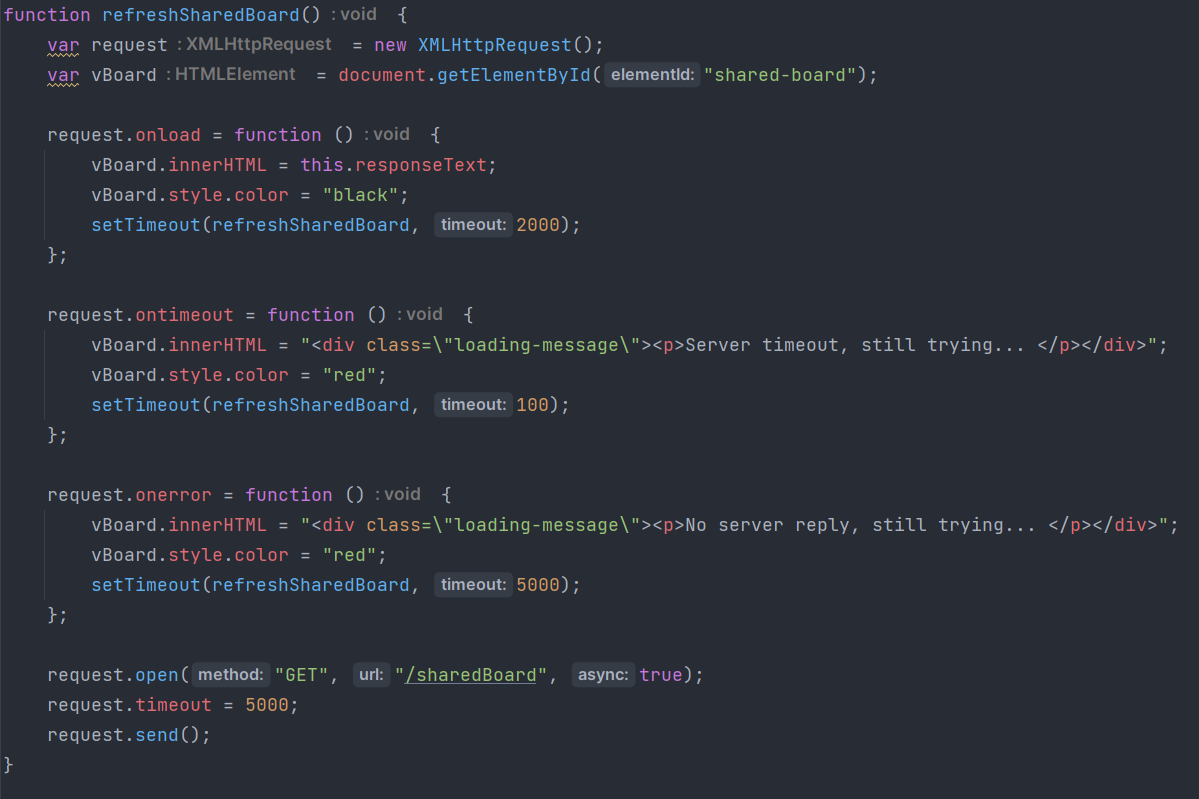 function refreshSharedBoard() : void {
var request : XMLHttpRequest = new XMLHttpRequest();
var vBoard : HTMLElement = document.getElementById( elementId: "shared-board");
request.onload = function () : void {
vBoard.innerHTML = this.responseText;
vBoard.style.color = "black";
setTimeout(refreshSharedBoard, timeout: 2000);
};
request.ontimeout = function () : void {
vBoard.innerHTML = "<div class=\"loading-message\"><p>Server timeout, still trying... </p></div>";
vBoard.style.color = "red";
setTimeout(refreshSharedBoard, timeout: 100);
};
request.onerror = function () : void {
vBoard.innerHTML = "<div class=\"loading-message\"><p>No server reply, still trying... </p></div>";
vBoard.style.color = "red";
setTimeout(refreshSharedBoard, timeout: 5000);
};
request.open( method: "GET", url: "/sharedBoard", async: true);
request.timeout = 5000;
request.send();
}